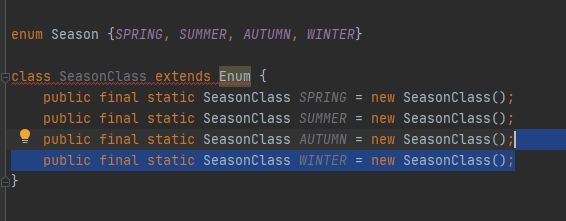 enum Season {SPRING, SUMMER, AUTUMN, WINTER}
class SeasonClass extends Enum {
public final static SeasonClass SPRING = new SeasonClass();
public final static SeasonClass SUMMER = new SeasonClass();
public final static SeasonClass AUTUMN = new SeasonClass();
public final static SeasonClass WINTER = new SeasonClass();
}